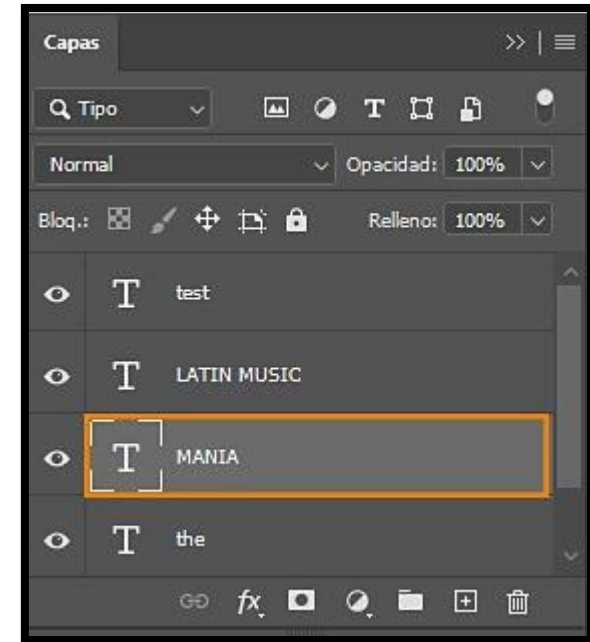 Capas
Tipo
Normal Opacidad: 100%
Bloq.: Relleno: 100%
T test
T LATIN MUSIC
T MANIA
T the
fx